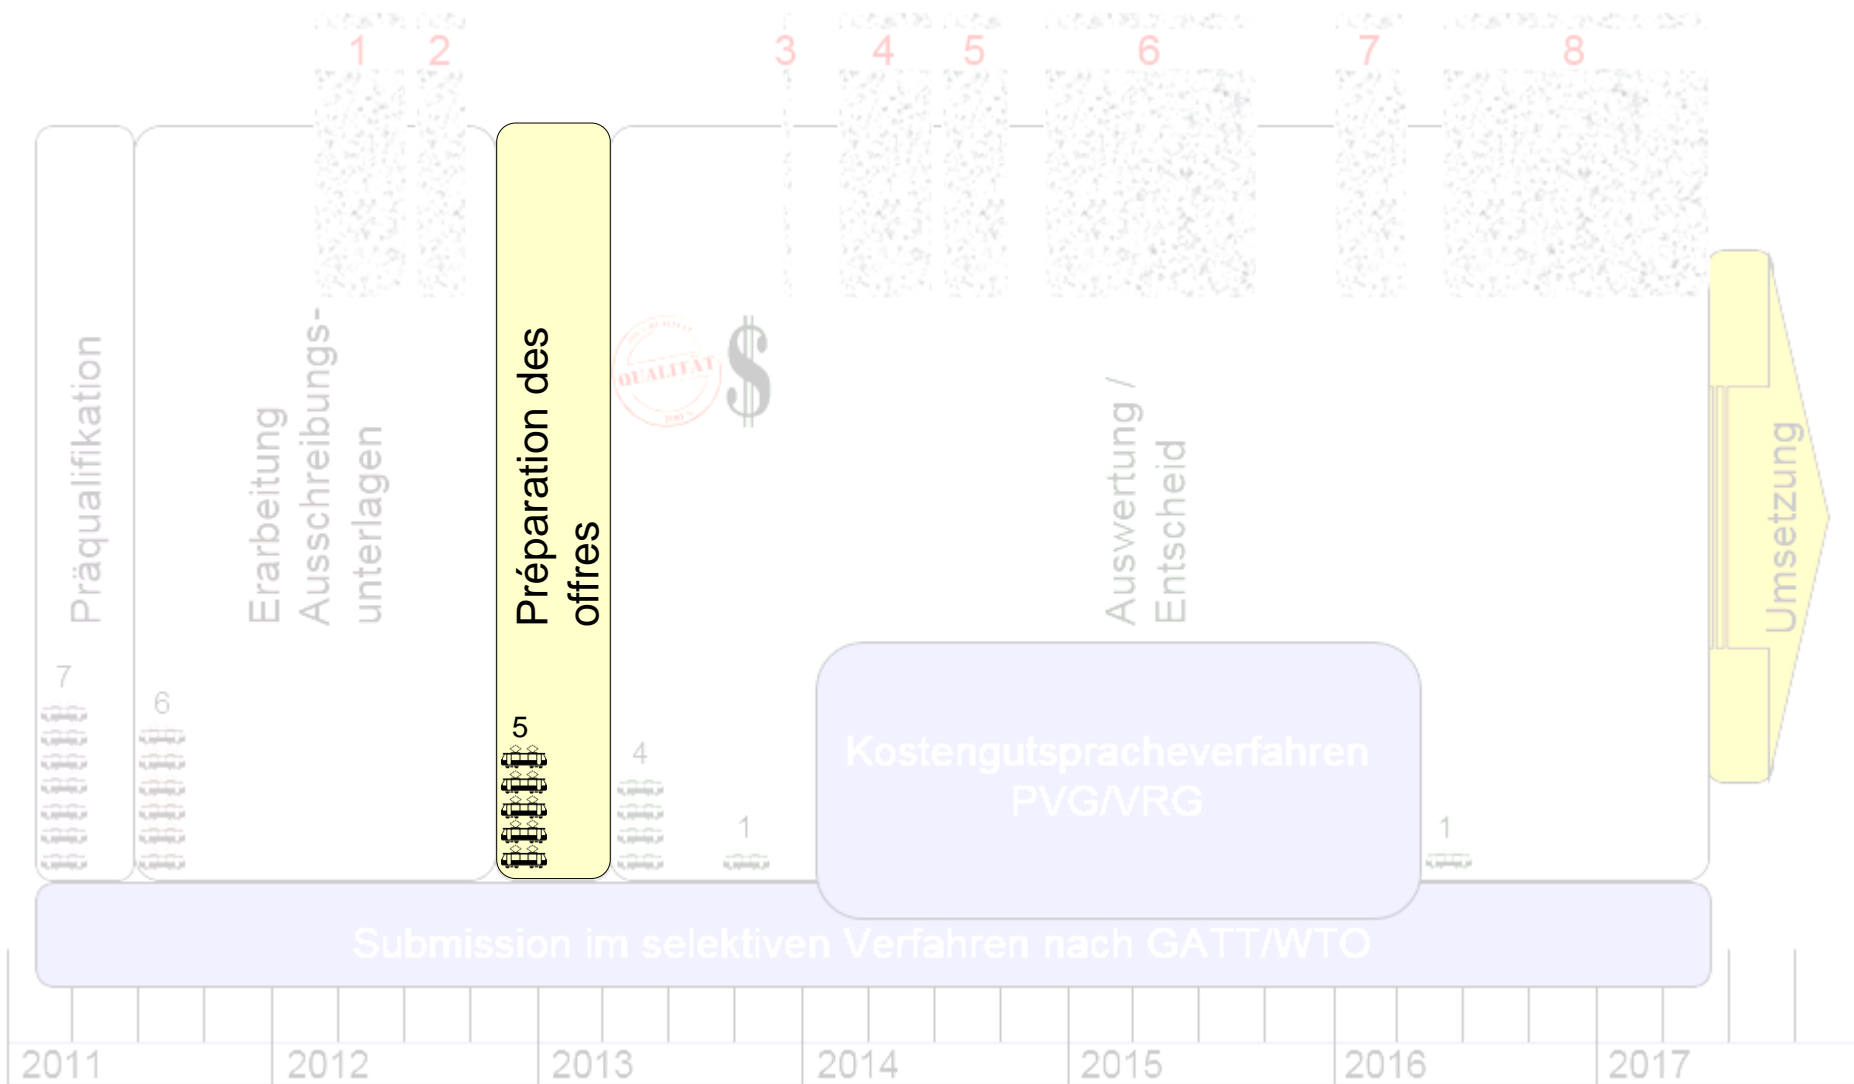 1 2 3 4 5 6 7 8
Präqualifikation
Erarbeitung
Ausschreibungs-
unterlagen
Préparation des
offres
QUALITÄT
$
Auswertung /
Entscheid
Umsetzung
7
6
5
4
1
1
Kostengutspracheverfahren
PVG/VRG
Submission im selektiven Verfahren nach GATT/WTO
2011 2012 2013 2014 2015 2016 2017